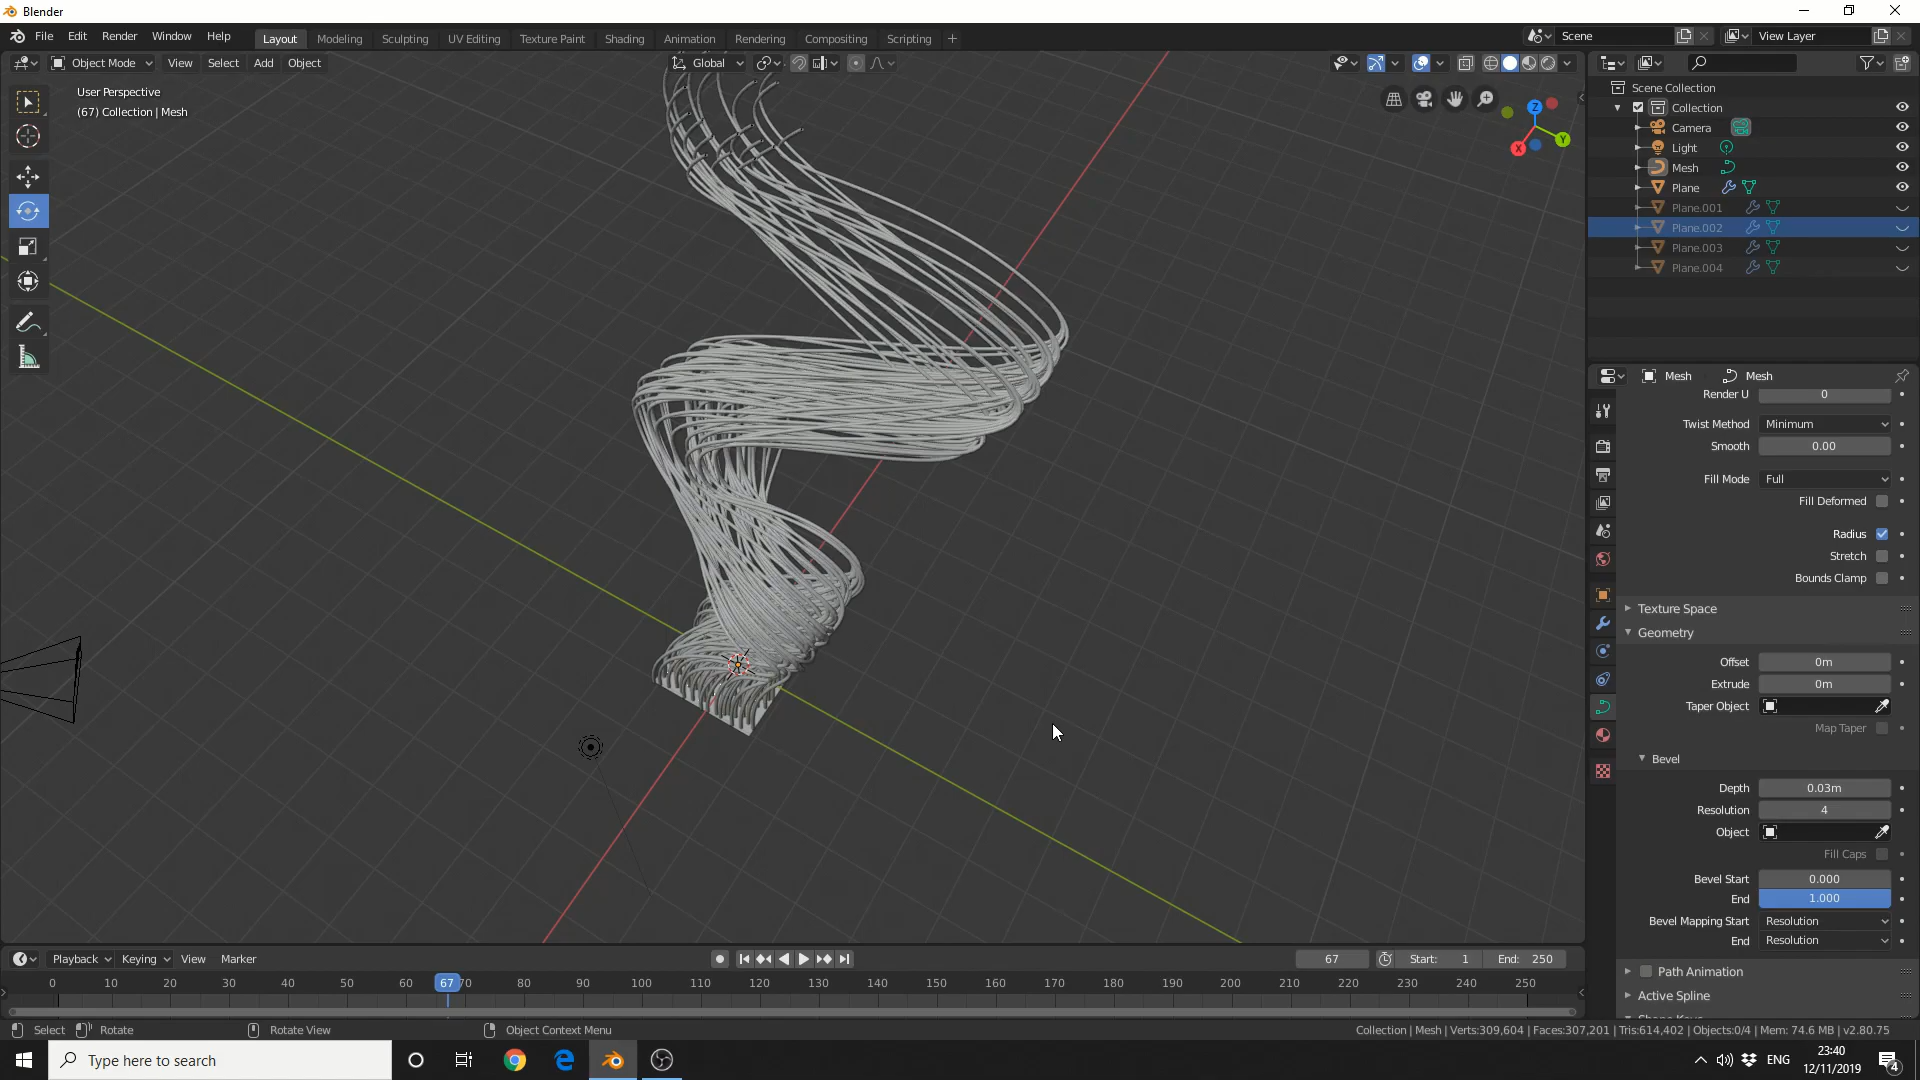 Blender
File Edit Render Window Help
Layout Modeling Sculpting UV Editing Texture Paint Shading Animation Rendering Compositing Scripting +
Scene
View Layer
Object Mode View Select Add Object
Global
User Perspective
(67) Collection | Mesh
Z
Y
X
Scene Collection
Collection
Camera
Light
Mesh
Plane
Plane.001
Plane.002
Plane.003
Plane.004
Mesh Mesh
Render U 0
Twist Method Minimum
Smooth 0.00
Fill Mode Full
Fill Deformed
Radius
Stretch
Bounds Clamp
Texture Space
Geometry
Offset 0m
Extrude 0m
Taper Object
Map Taper
Bevel
Depth 0.03m
Resolution 4
Object
Fill Caps
Bevel Start 0.000
End 1.000
Bevel Mapping Start Resolution
End Resolution
Path Animation
Active Spline
Shape Keys
Playback Keying View Marker
67 Start: 1 End: 250
0 10 20 30 40 50 60 67 70 80 90 100 110 120 130 140 150 160 170 180 190 200 210 220 230 240 250
Select Rotate Rotate View Object Context Menu
Collection | Mesh | Verts:309,604 | Faces:307,201 | Tris:614,402 | Objects:0/4 | Mem: 74.6 MB | v2.80.75
Type here to search
ENG
23:40
12/11/2019
4